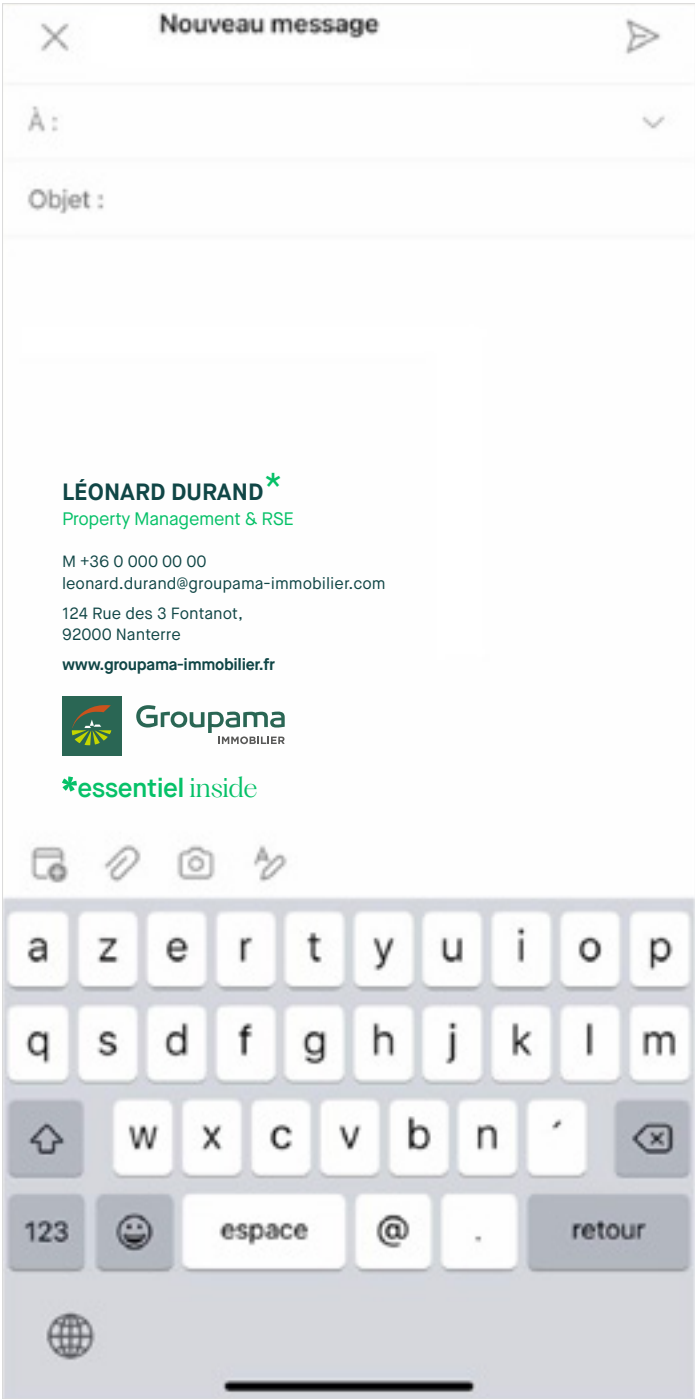 Nouveau message
À :
Objet :
LÉONARD DURAND*
Property Management & RSE
M +36 0 000 00 00
leonard.durand@groupama-immobilier.com
124 Rue des 3 Fontanot,
92000 Nanterre
www.groupama-immobilier.fr
Groupama
IMMOBILIER
*essentiel inside
a z e r t y u i o p
q s d f g h j k l m
w x c v b n ´
123 espace @ . retour